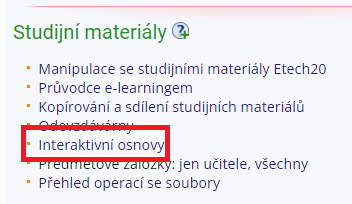 Studijní materiály
Manipulace se studijními materiály Etech20
Průvodce e-learningem
Kopírování a sdílení studijních materiálů
Odevzdávárny
Interaktivní osnovy
Předmětové záložky: jen učitele, všechny
Přehled operací se soubory